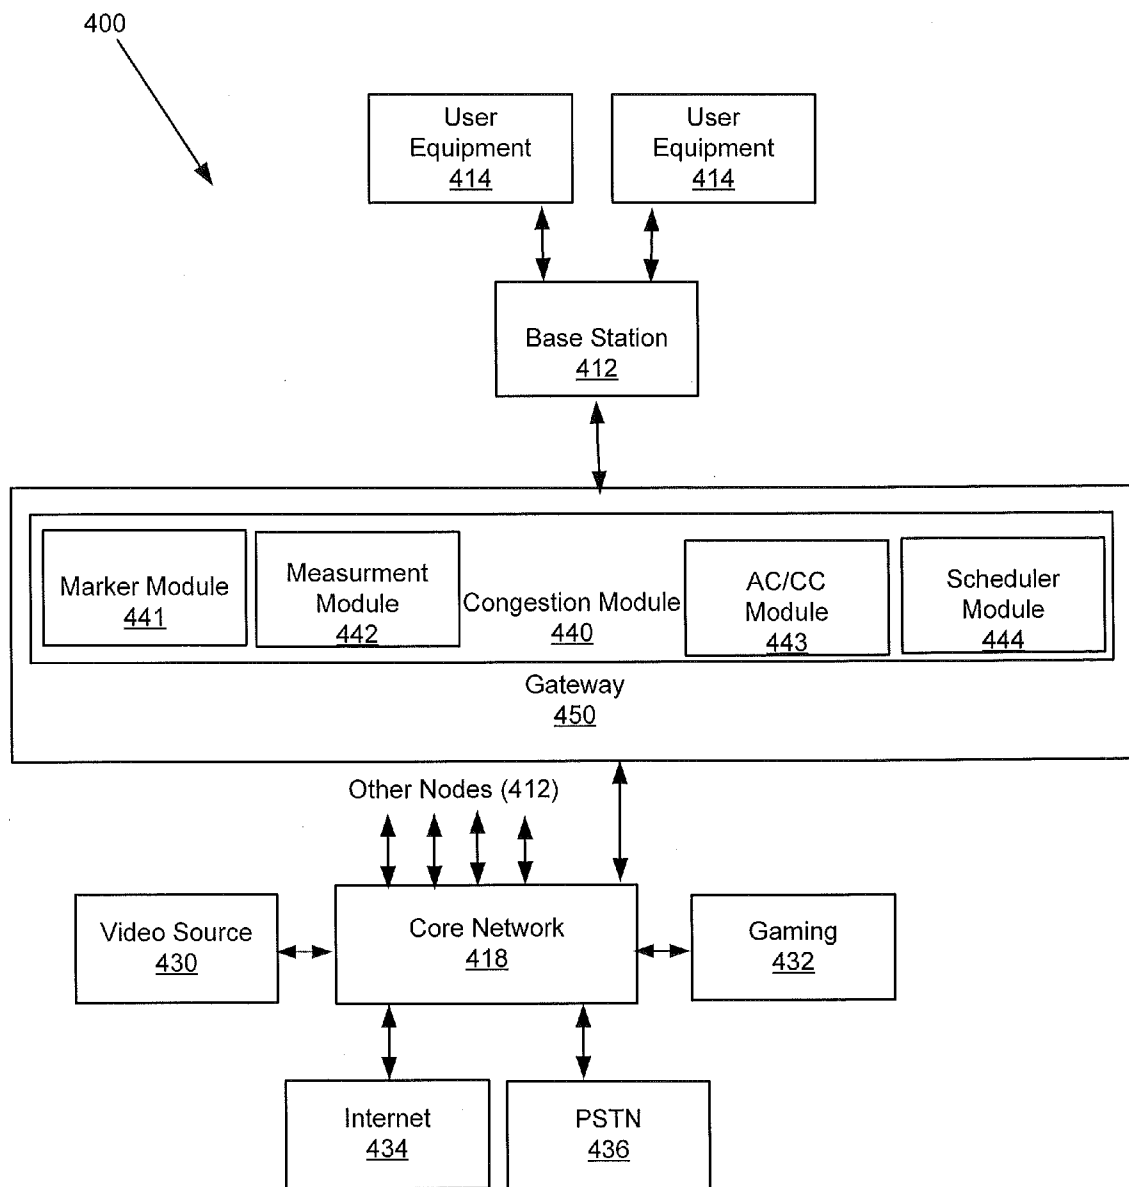 400
User
Equipment
414
User
Equipment
414
Base Station
412
Marker Module
441
Measurment
Module
442
Congestion Module
440
AC/CC
Module
443
Scheduler
Module
444
Gateway
450
Other Nodes (412)
Video Source
430
Core Network
418
Gaming
432
Internet
434
PSTN
436